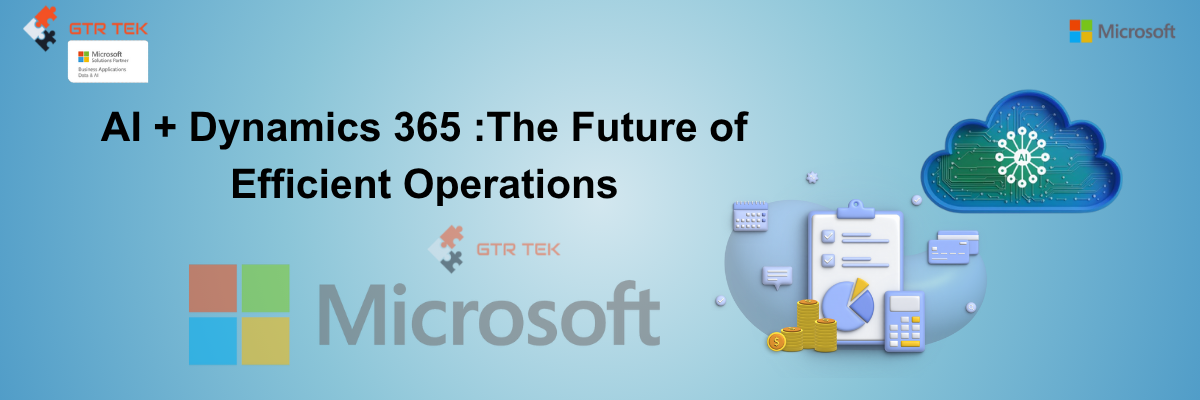 GTR TEK
Microsoft
Solutions Partner
Business Applications
Data & AI
Microsoft
AI + Dynamics 365 :The Future of
Efficient Operations
AI
GTR TEK
Microsoft
$